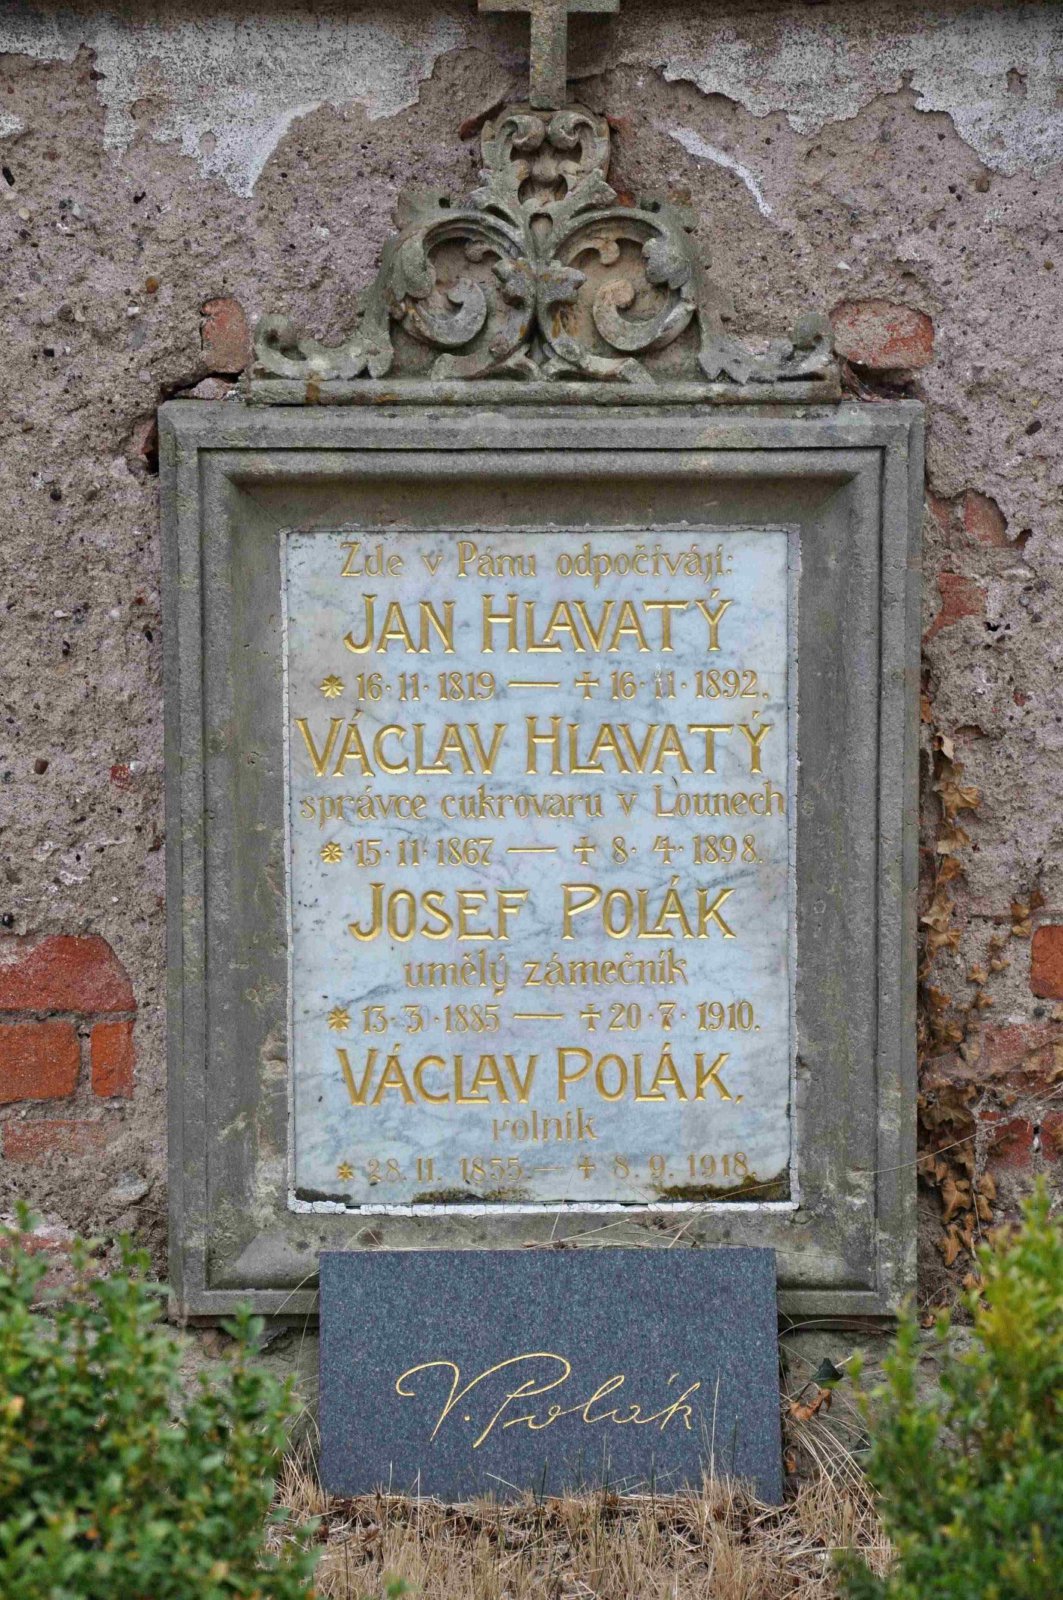 Zde v Pánu odpočívají:
JAN HLAVATÝ
* 16·11·1819 — + 16·11·1892.
VÁCLAV HLAVATÝ
správce cukrovaru v Lounech
* 15·11·1867 — + 8·4·1898.
JOSEF POLÁK
umělý zámečník
* 13·3·1885 — + 20·7·1910.
VÁCLAV POLÁK,
rolník
* 28.11.1855. — + 8.9.1918.
V. Polák